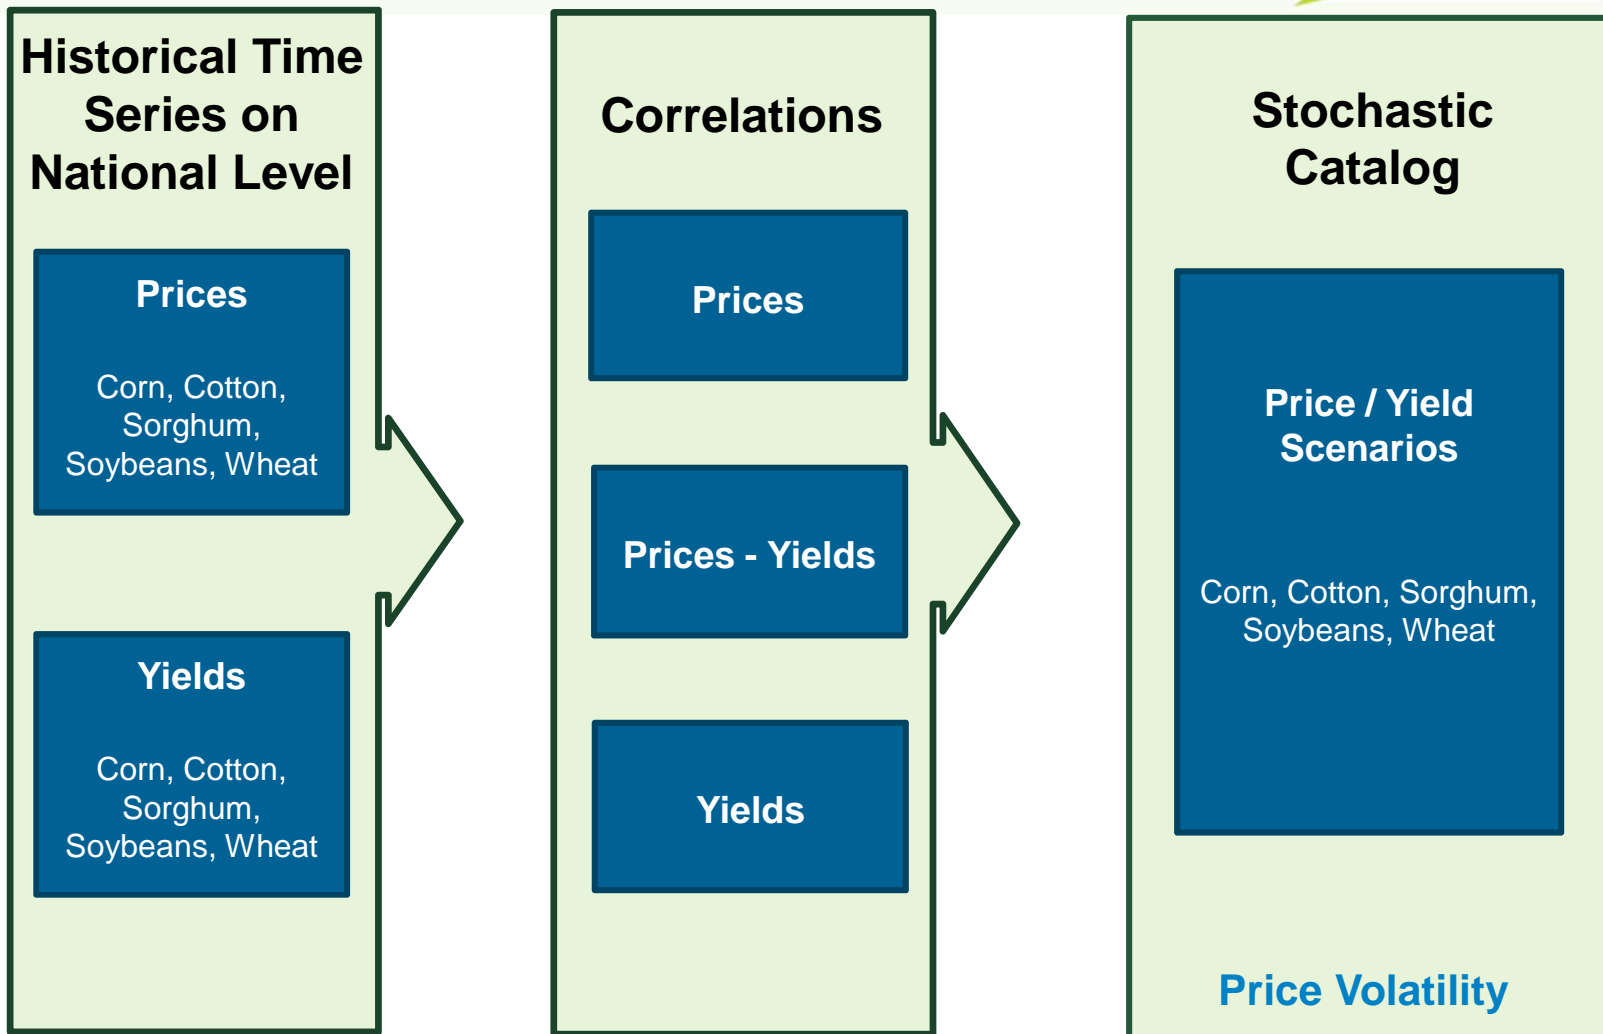 Historical Time
Series on
National Level
Prices
Corn, Cotton,
Sorghum,
Soybeans, Wheat
Yields
Corn, Cotton,
Sorghum,
Soybeans, Wheat
Correlations
Prices
Prices - Yields
Yields
Stochastic
Catalog
Price / Yield
Scenarios
Corn, Cotton, Sorghum,
Soybeans, Wheat
Price Volatility